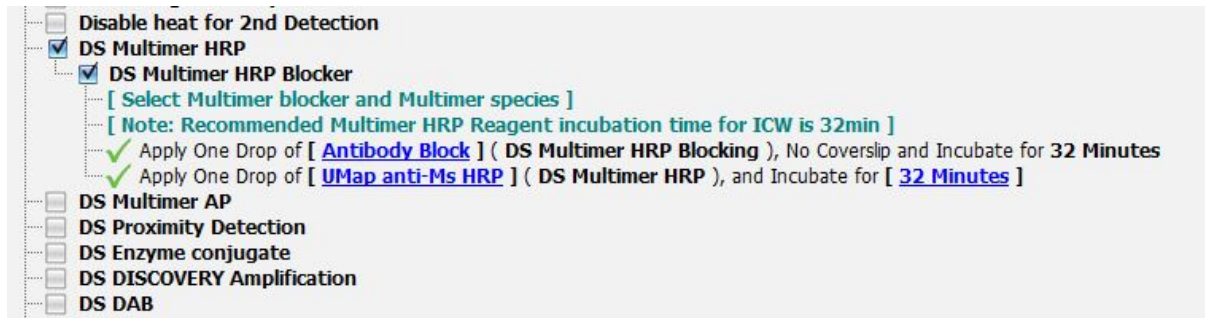 Disable heat for 2nd Detection
DS Multimer HRP
DS Multimer HRP Blocker
[ Select Multimer blocker and Multimer species ]
[ Note: Recommended Multimer HRP Reagent incubation time for ICW is 32min ]
Apply One Drop of [ Antibody Block ] ( DS Multimer HRP Blocking ), No Coverslip and Incubate for 32 Minutes
Apply One Drop of [ UMap anti-Ms HRP ] ( DS Multimer HRP ), and Incubate for [ 32 Minutes ]
DS Multimer AP
DS Proximity Detection
DS Enzyme conjugate
DS DISCOVERY Amplification
DS DAB